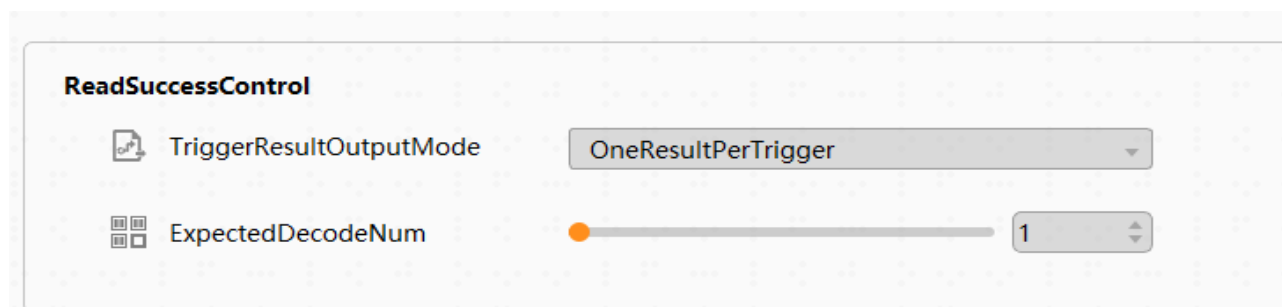 ReadSuccessControl
TriggerResultOutputMode OneResultPerTrigger
ExpectedDecodeNum 1